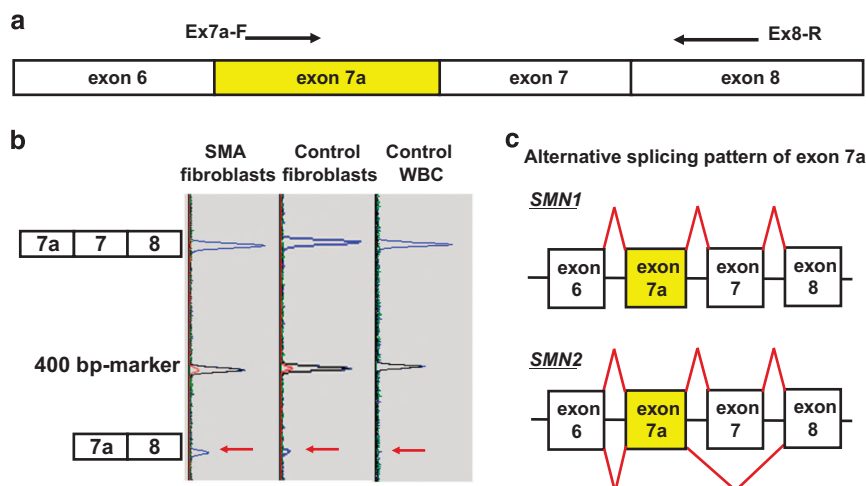 a
Ex7a-F
Ex8-R
exon 6
exon 7a
exon 7
exon 8
b
SMA
fibroblasts
Control
fibroblasts
Control
WBC
7a 7 8
400 bp-marker
7a 8
c
Alternative splicing pattern of exon 7a
SMN1
exon
6
exon
7a
exon
7
exon
8
SMN2
exon
6
exon
7a
exon
7
exon
8